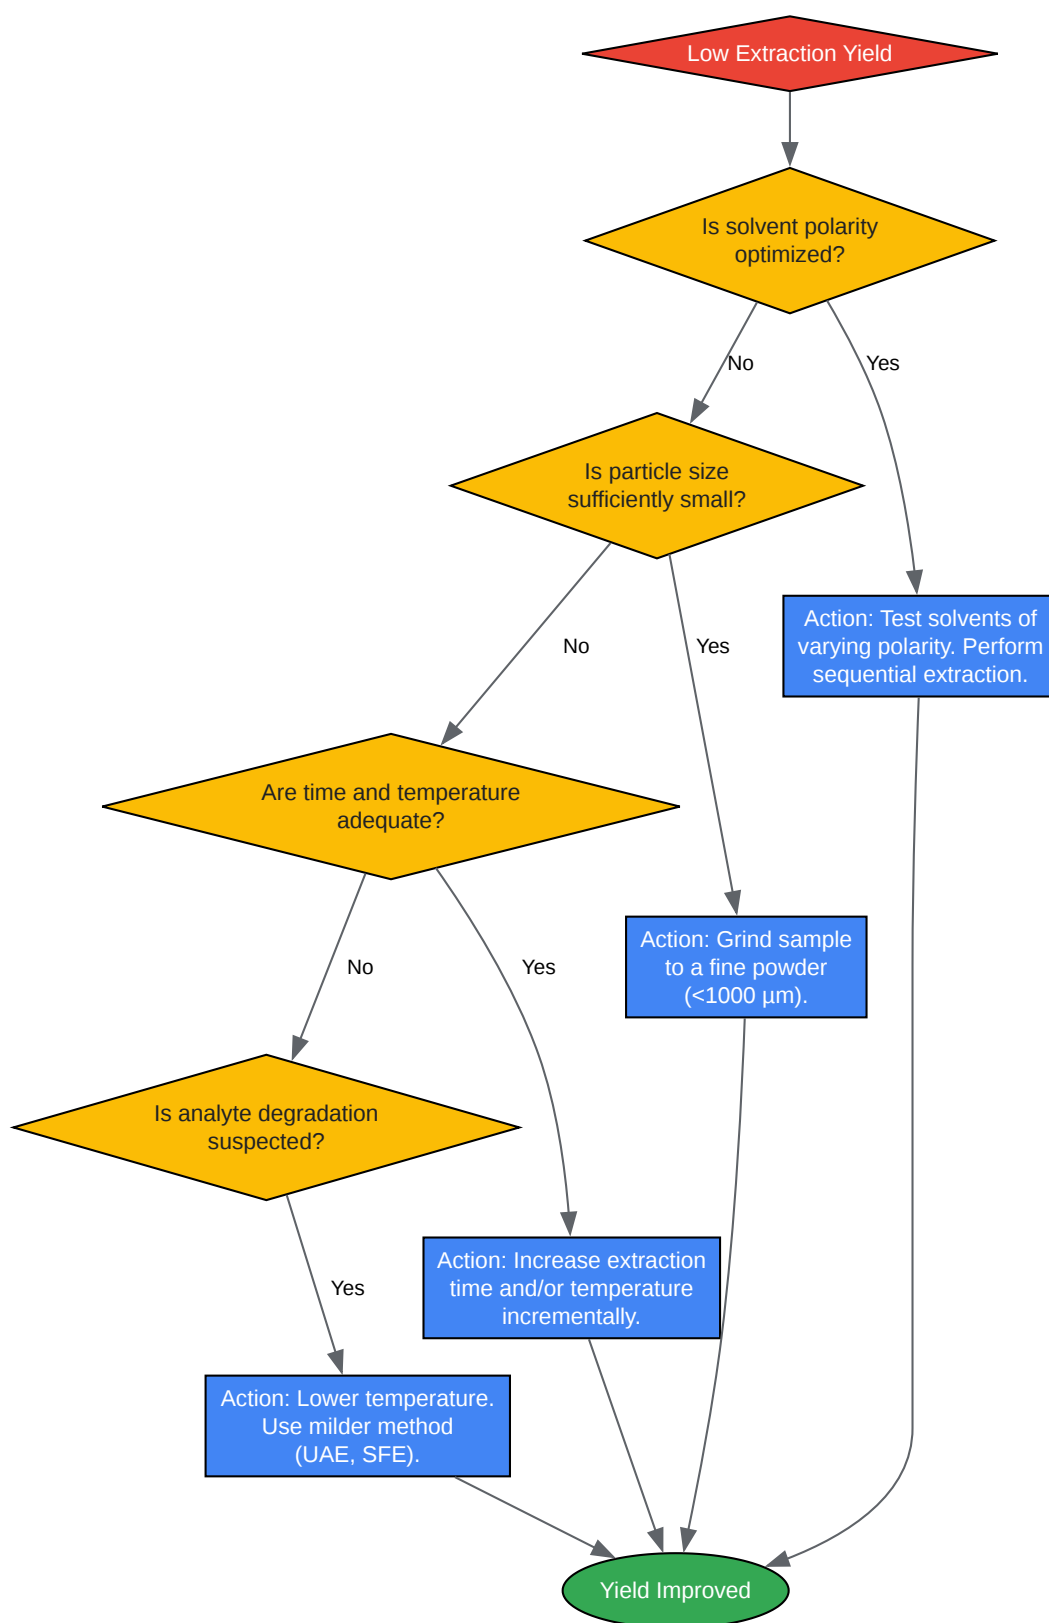 Low Extraction Yield
Is solvent polarity
optimized?
No
Yes
Is particle size
sufficiently small?
No
Yes
Action: Test solvents of
varying polarity. Perform
sequential extraction.
Are time and temperature
adequate?
No
Yes
Action: Grind sample
to a fine powder
(<1000 µm).
Is analyte degradation
suspected?
Yes
Action: Increase extraction
time and/or temperature
incrementally.
Action: Lower temperature.
Use milder method
(UAE, SFE).
Yield Improved